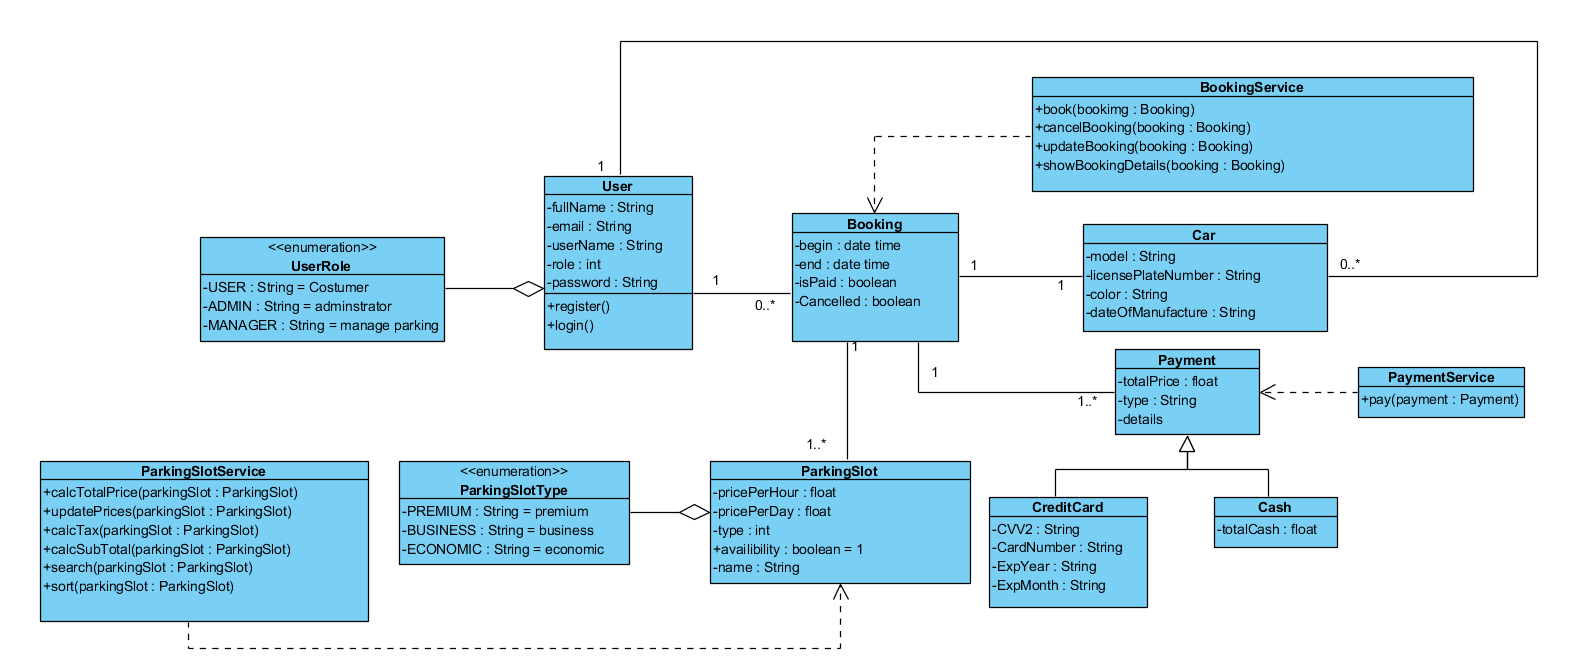 BookingService
+book(bookimg : Booking)
+cancelBooking(booking : Booking)
+updateBooking(booking : Booking)
+showBookingDetails(booking : Booking)
1
User
-fullName : String
-email : String
-userName : String
-role : int
-password : String
+register()
+login()
<<enumeration>>
UserRole
-USER : String = Costumer
-ADMIN : String = adminstrator
-MANAGER : String = manage parking
1
0..*
Booking
-begin : date time
-end : date time
-isPaid : boolean
-Cancelled : boolean
1
1
Car
-model : String
-licensePlateNumber : String
-color : String
-dateOfManufacture : String
0..*
1
1
1..*
Payment
-totalPrice : float
-type : String
-details
PaymentService
+pay(payment : Payment)
1..*
ParkingSlotService
+calcTotalPrice(parkingSlot : ParkingSlot)
+updatePrices(parkingSlot : ParkingSlot)
+calcTax(parkingSlot : ParkingSlot)
+calcSubTotal(parkingSlot : ParkingSlot)
+search(parkingSlot : ParkingSlot)
+sort(parkingSlot : ParkingSlot)
<<enumeration>>
ParkingSlotType
-PREMIUM : String = premium
-BUSINESS : String = business
-ECONOMIC : String = economic
ParkingSlot
-pricePerHour : float
-pricePerDay : float
-type : int
+availibility : boolean = 1
-name : String
CreditCard
-CVV2 : String
-CardNumber : String
-ExpYear : String
-ExpMonth : String
Cash
-totalCash : float